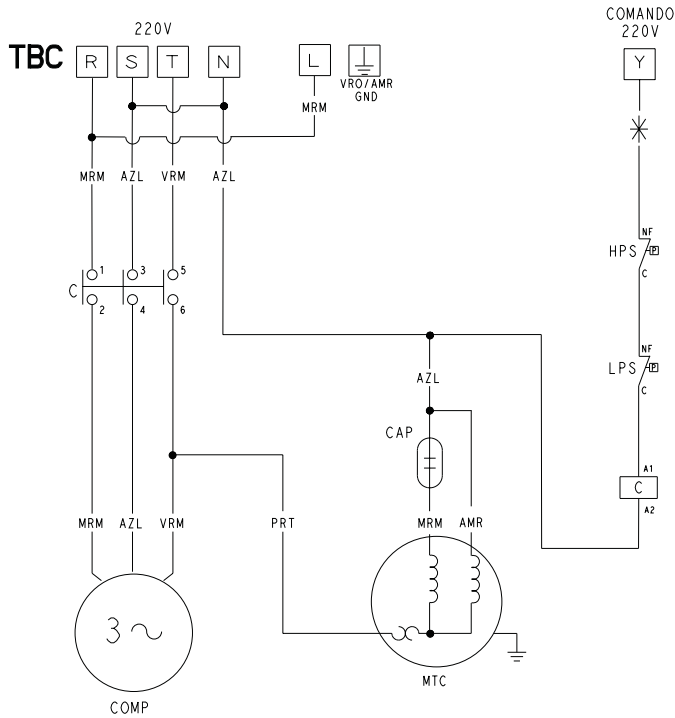 COMANDO
220V
220V
TBC R S T N L Y
VRO/AMR
GND
MRM
MRM AZL VRM AZL
NF
HPS P
C
1 3 5
C
2 4 6
NF
LPS P
C
AZL
CAP
A1
C
A2
MRM AZL VRM PRT MRM AMR
3
COMP
MTC